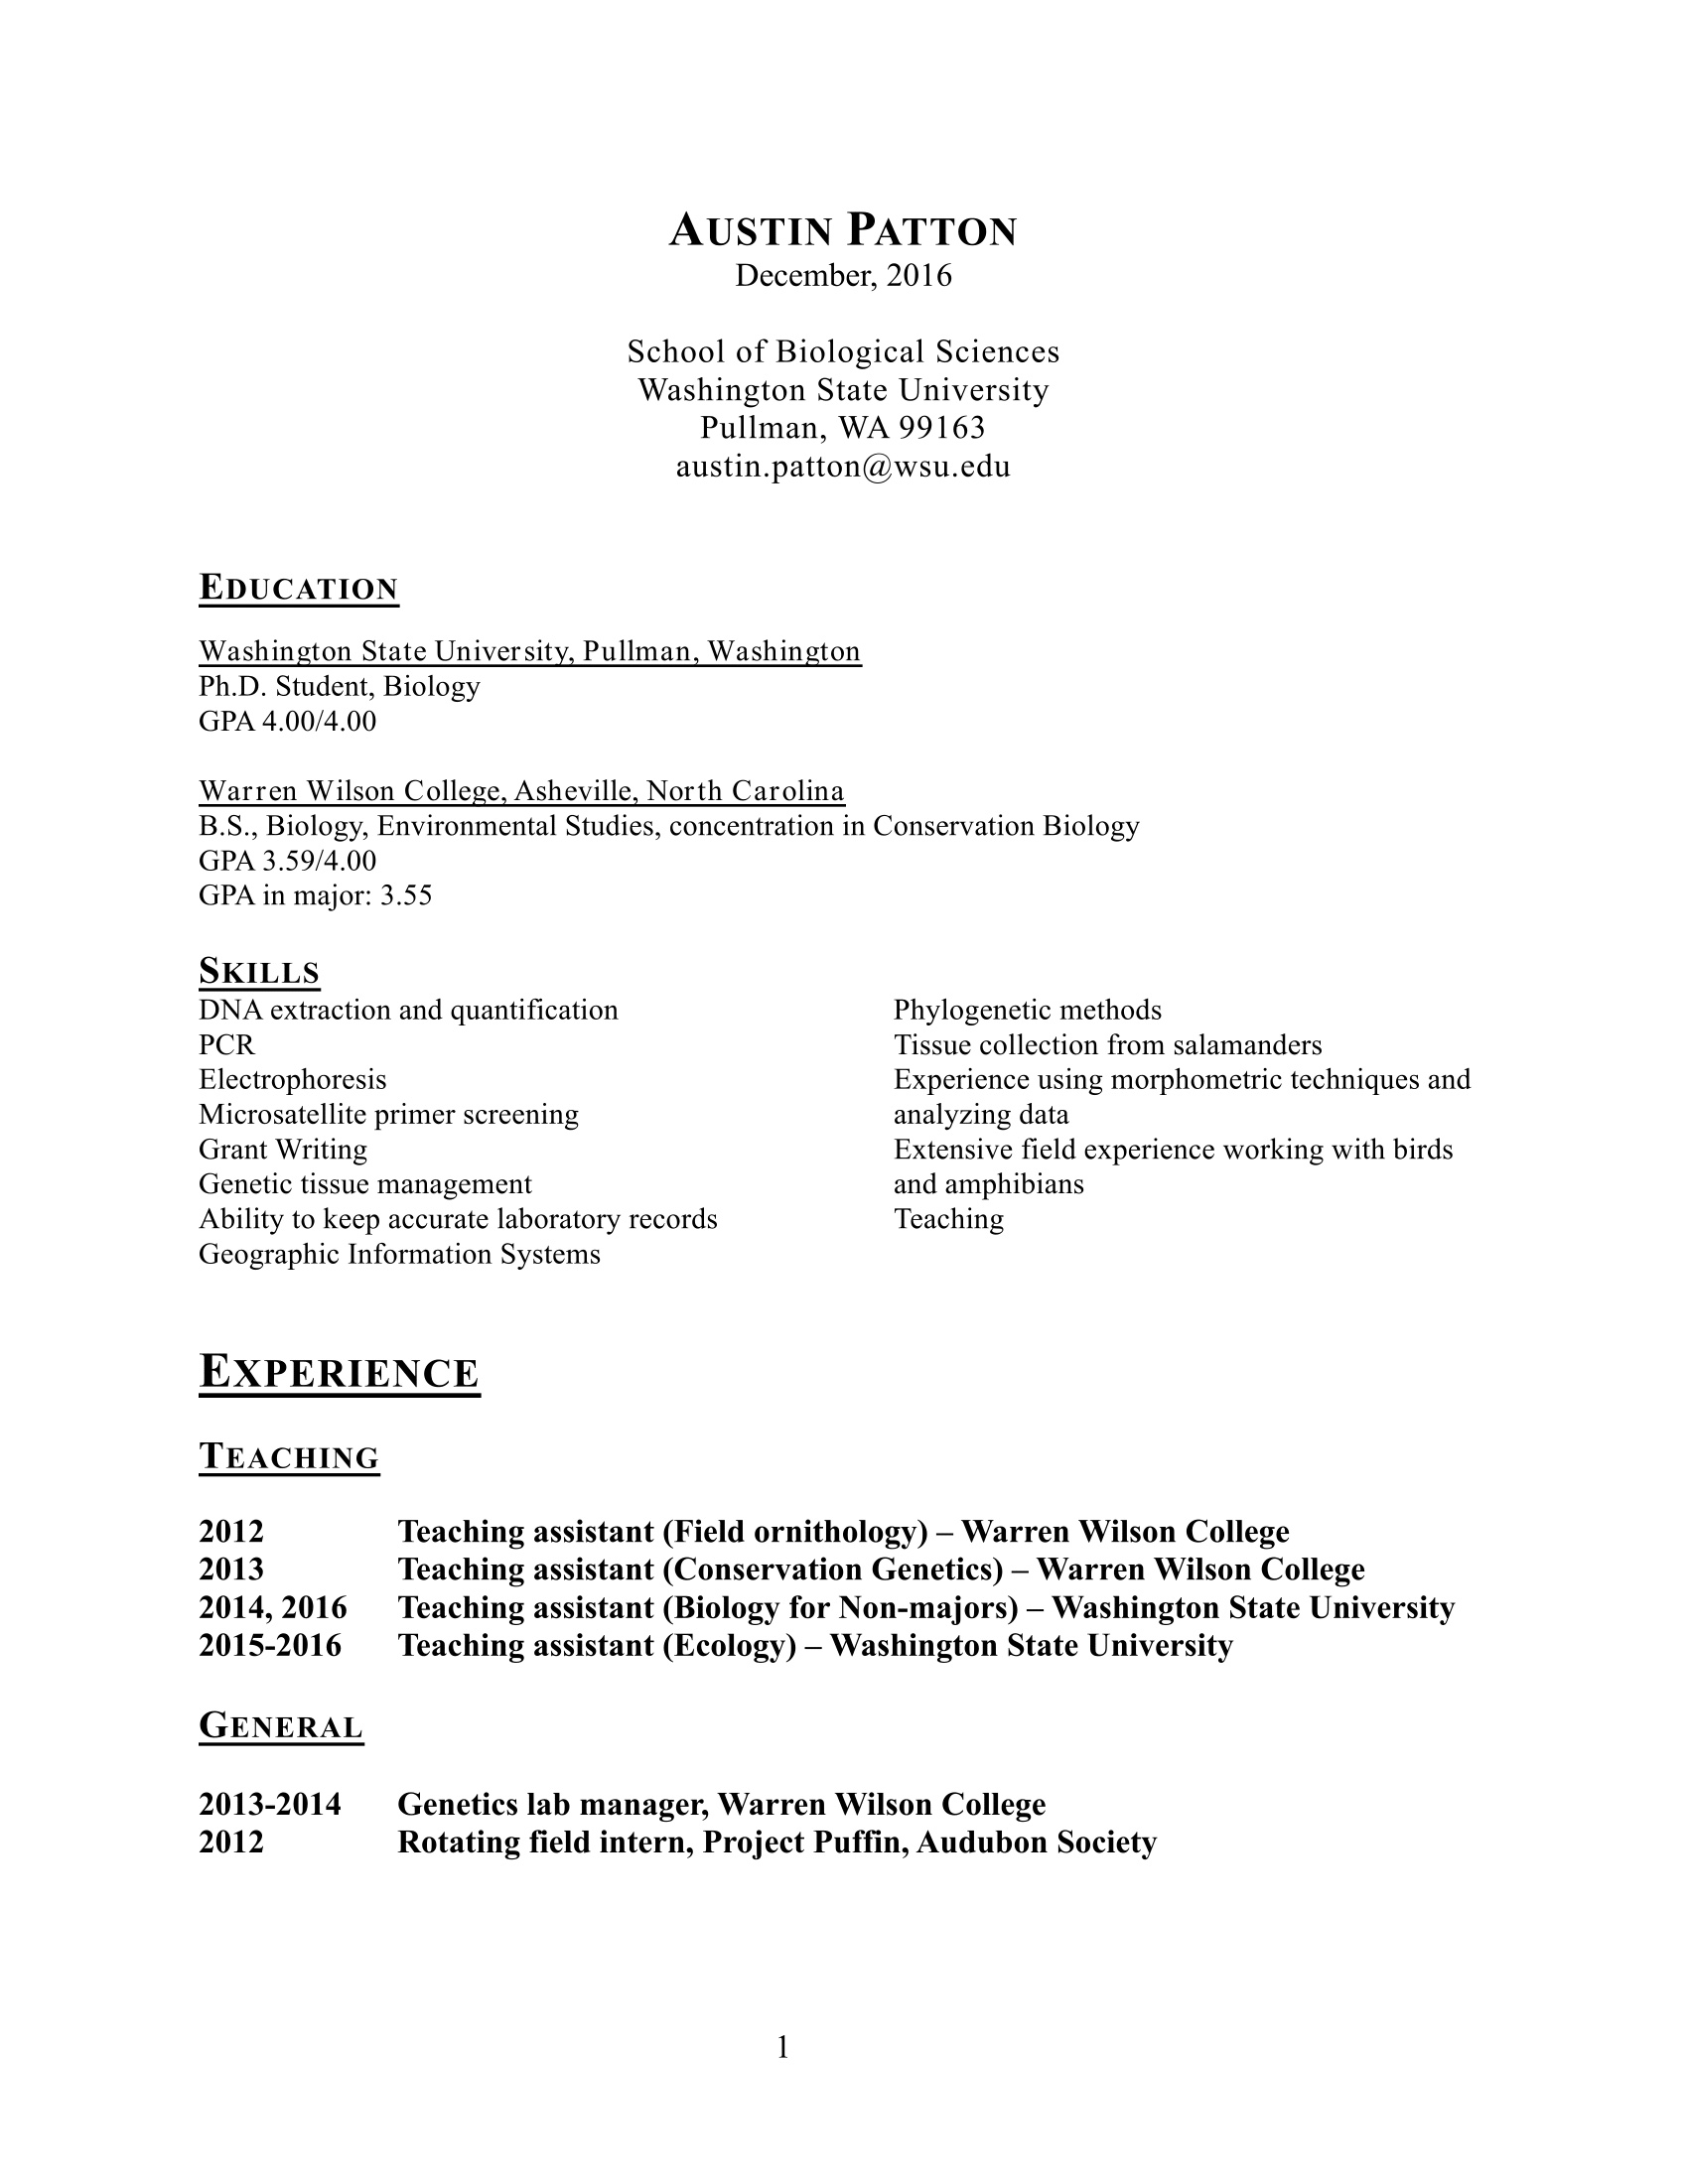 AUSTIN PATTON
December, 2016
School of Biological Sciences
Washington State University
Pullman, WA 99163
austin.patton@wsu.edu
EDUCATION
Washington State University, Pullman, Washington
Ph.D. Student, Biology
GPA 4.00/4.00
Warren Wilson College, Asheville, North Carolina
B.S., Biology, Environmental Studies, concentration in Conservation Biology
GPA 3.59/4.00
GPA in major: 3.55
SKILLS
DNA extraction and quantification
PCR
Electrophoresis
Microsatellite primer screening
Grant Writing
Genetic tissue management
Ability to keep accurate laboratory records
Geographic Information Systems
Phylogenetic methods
Tissue collection from salamanders
Experience using morphometric techniques and
analyzing data
Extensive field experience working with birds
and amphibians
Teaching
EXPERIENCE
TEACHING
2012 Teaching assistant (Field ornithology) – Warren Wilson College
2013 Teaching assistant (Conservation Genetics) – Warren Wilson College
2014, 2016 Teaching assistant (Biology for Non-majors) – Washington State University
2015-2016 Teaching assistant (Ecology) – Washington State University
GENERAL
2013-2014 Genetics lab manager, Warren Wilson College
2012 Rotating field intern, Project Puffin, Audubon Society
1